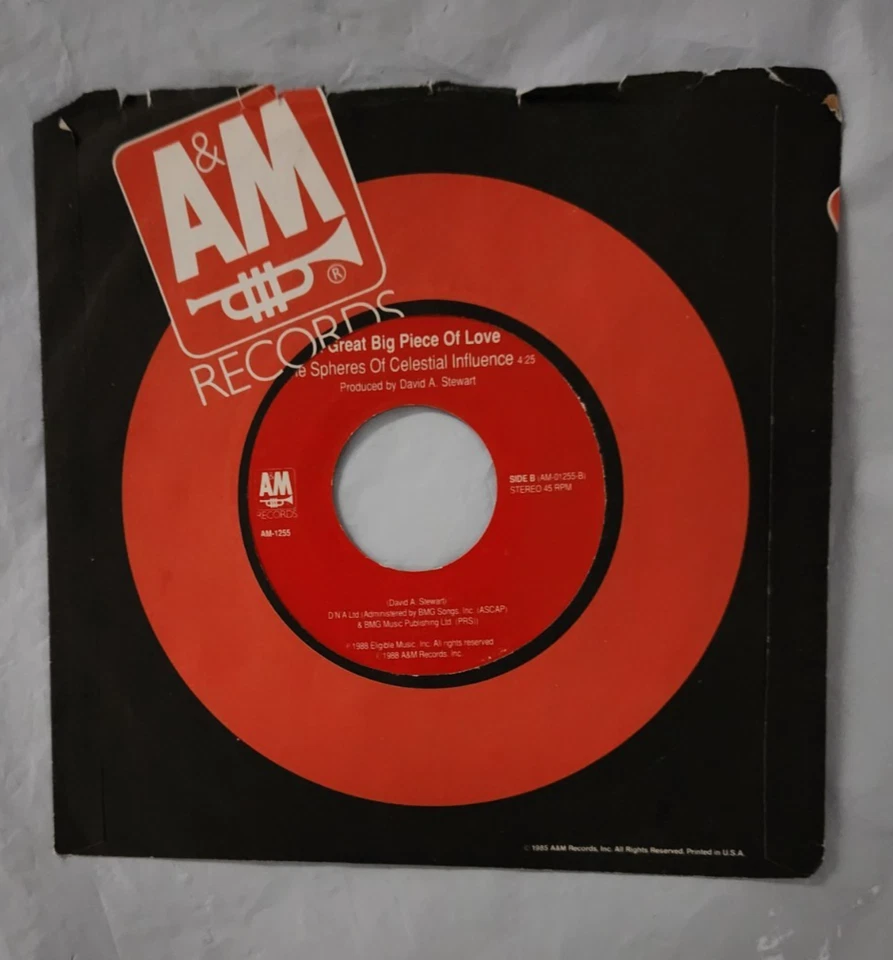 A&M
®
RECORDS
Great Big Piece Of Love
Spheres Of Celestial Influence 4:25
Produced by David A. Stewart
A&M
RECORDS
AM-1255
SIDE B (AM-01255-B)
STEREO 45 RPM
(David A. Stewart)
D N A Ltd (Administered by BMG Songs, Inc. (ASCAP)
& BMG Music Publishing Ltd. (PRS))
℗ 1988 Eligible Music, Inc. All rights reserved
© 1988 A&M Records, Inc.
© 1985 A&M Records, Inc. All Rights Reserved. Printed in U.S.A.